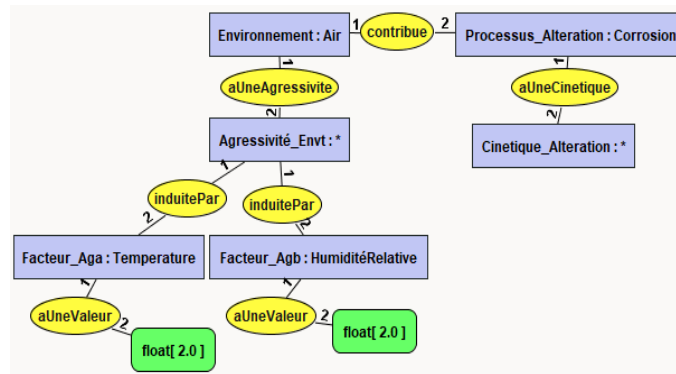 Environnement : Air
1
contribue
2
Processus_Alteration : Corrosion
1
1
aUneAgressivite
aUneCinetique
2
2
Agressivité_Envt : *
Cinetique_Alteration : *
1
1
induitePar
induitePar
2
2
Facteur_Aga : Temperature
Facteur_Agb : HumiditéRelative
1
1
aUneValeur
2
float[ 2.0 ]
aUneValeur
2
float[ 2.0 ]